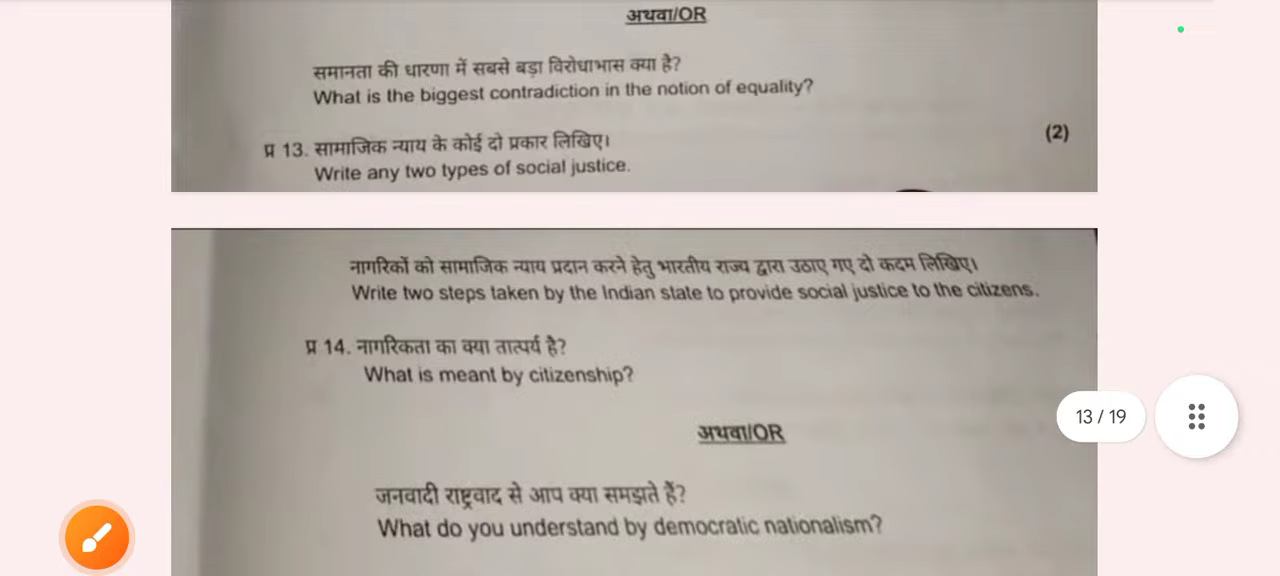 अथवा/OR
समानता की धारणा में सबसे बड़ा विरोधाभास क्या है?
What is the biggest contradiction in the notion of equality?
प्र 13. सामाजिक न्याय के कोई दो प्रकार लिखिए।
(2)
Write any two types of social justice.
नागरिकों को सामाजिक न्याय प्रदान करने हेतु भारतीय राज्य द्वारा उठाए गए दो कदम लिखिए।
Write two steps taken by the Indian state to provide social justice to the citizens.
प्र 14. नागरिकता का क्या तात्पर्य है?
What is meant by citizenship?
13 / 19
अथवा/OR
जनवादी राष्ट्रवाद से आप क्या समझते हैं?
What do you understand by democratic nationalism?